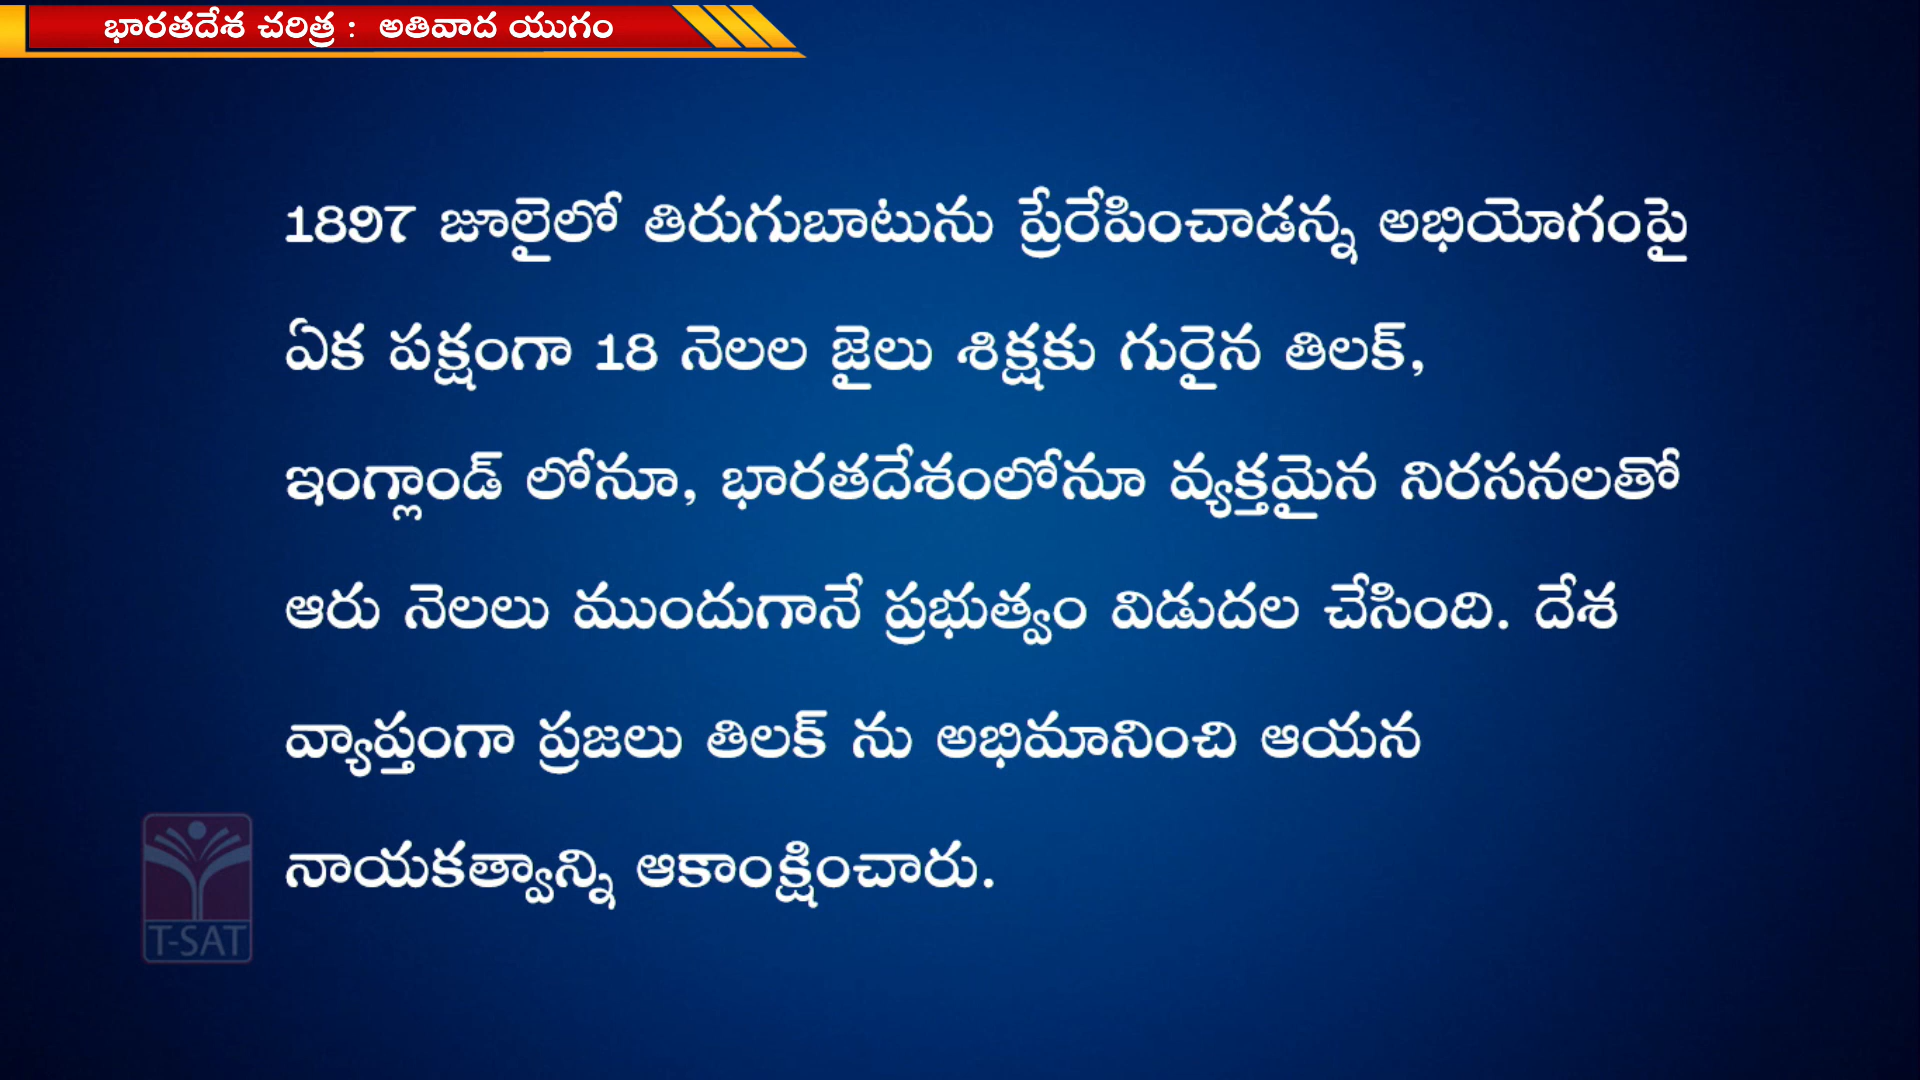 భారతదేశ చరిత్ర : అతివాద యుగం
1897 జూలైలో తిరుగుబాటును ప్రేరేపించాడన్న అభియోగంపై
ఏక పక్షంగా 18 నెలల జైలు శిక్షకు గురైన తిలక్,
ఇంగ్లాండ్ లోనూ, భారతదేశంలోనూ వ్యక్తమైన నిరసనలతో
ఆరు నెలలు ముందుగానే ప్రభుత్వం విడుదల చేసింది. దేశ
వ్యాప్తంగా ప్రజలు తిలక్ ను అభిమానించి ఆయన
నాయకత్వాన్ని ఆకాంక్షించారు.
T-SAT